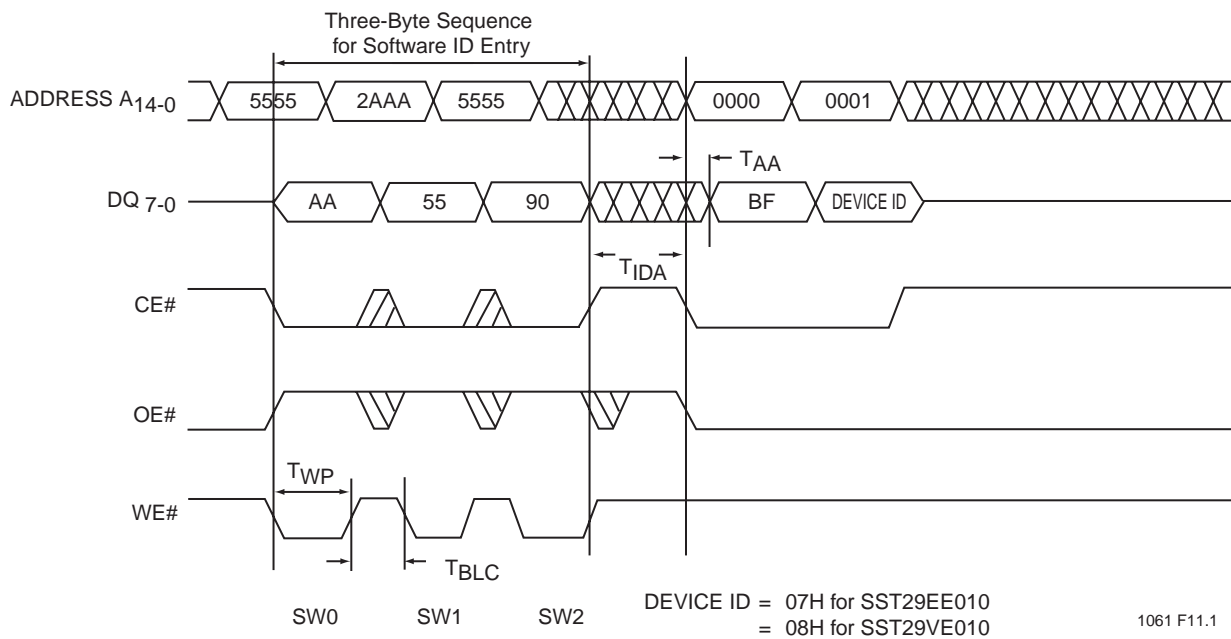 Three-Byte Sequence
for Software ID Entry
ADDRESS A14-0
5555
2AAA
5555
0000
0001
TAA
DQ 7-0
AA
55
90
BF
DEVICE ID
TIDA
CE#
OE#
TWP
WE#
TBLC
SW0
SW1
SW2
DEVICE ID = 07H for SST29EE010
= 08H for SST29VE010
1061 F11.1